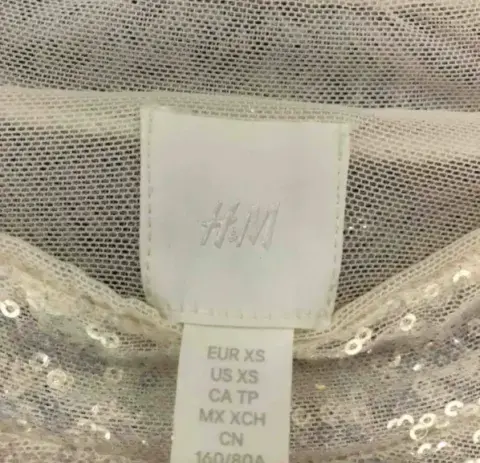 H&M
EUR XS
US XS
CA TP
MX XCH
CN
160/80A